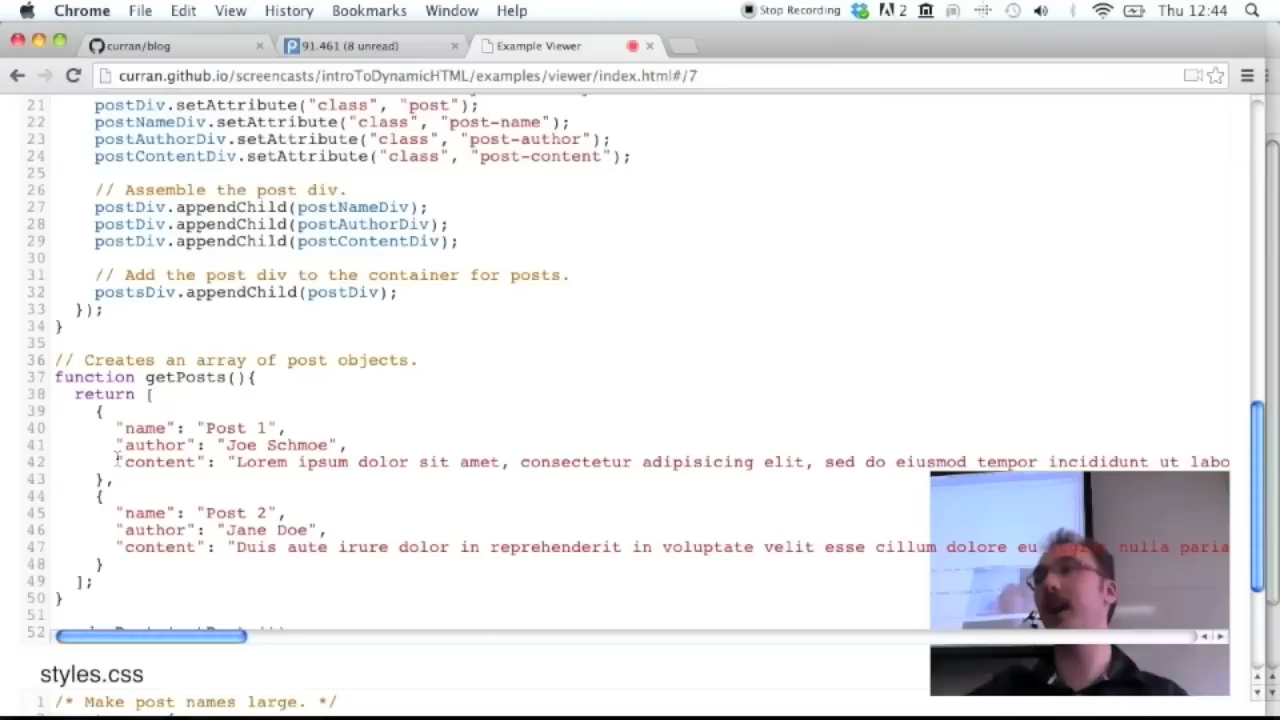 Chrome File Edit View History Bookmarks Window Help Stop Recording 2 Thu 12:44
curran/blog 91.461 (8 unread) Example Viewer
curran.github.io/screencasts/introToDynamicHTML/examples/viewer/index.html#/7
21 postDiv.setAttribute("class", "post");
22 postNameDiv.setAttribute("class", "post-name");
23 postAuthorDiv.setAttribute("class", "post-author");
24 postContentDiv.setAttribute("class", "post-content");
25
26 // Assemble the post div.
27 postDiv.appendChild(postNameDiv);
28 postDiv.appendChild(postAuthorDiv);
29 postDiv.appendChild(postContentDiv);
30
31 // Add the post div to the container for posts.
32 postsDiv.appendChild(postDiv);
33 });
34 }
35
36 // Creates an array of post objects.
37 function getPosts(){
38 return [
39 {
40 "name": "Post 1",
41 "author": "Joe Schmoe",
42 "content": "Lorem ipsum dolor sit amet, consectetur adipisicing elit, sed do eiusmod tempor incididunt ut labo
43 },
44 {
45 "name": "Post 2",
46 "author": "Jane Doe",
47 "content": "Duis aute irure dolor in reprehenderit in voluptate velit esse cillum dolore eu nulla paria
48 }
49 ];
50 }
51
52
styles.css
1 /* Make post names large. */